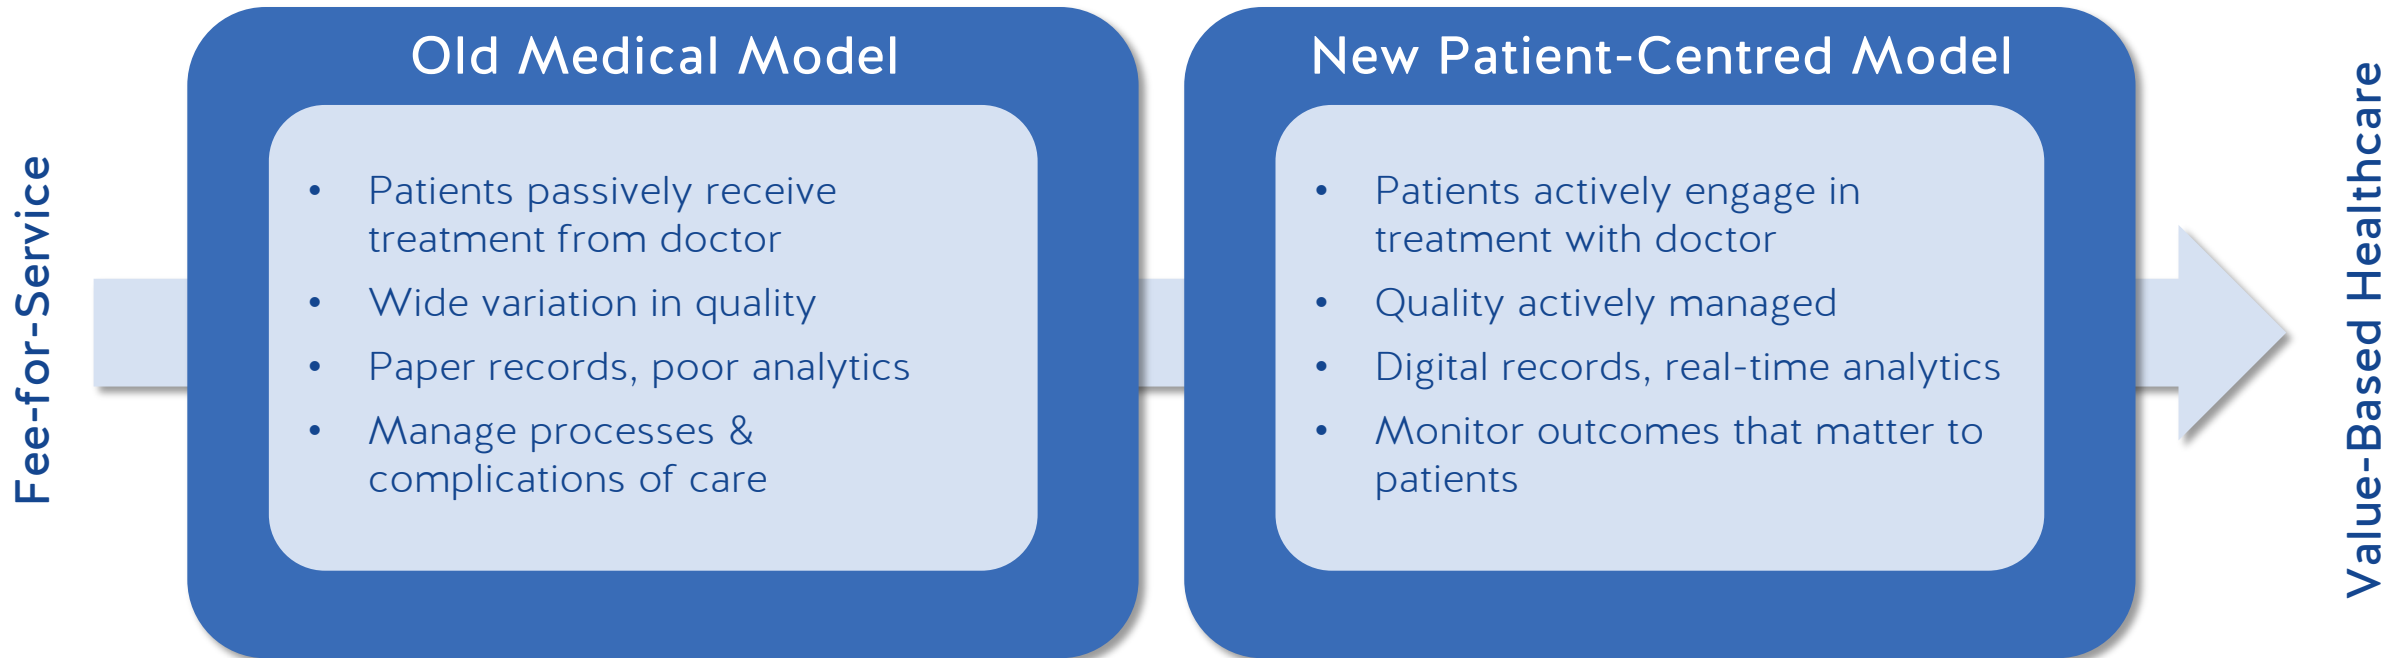 Fee-for-Service
Old Medical Model
• Patients passively receive
treatment from doctor
• Wide variation in quality
• Paper records, poor analytics
• Manage processes &
complications of care
New Patient-Centred Model
• Patients actively engage in
treatment with doctor
• Quality actively managed
• Digital records, real-time analytics
• Monitor outcomes that matter to
patients
Value-Based Healthcare